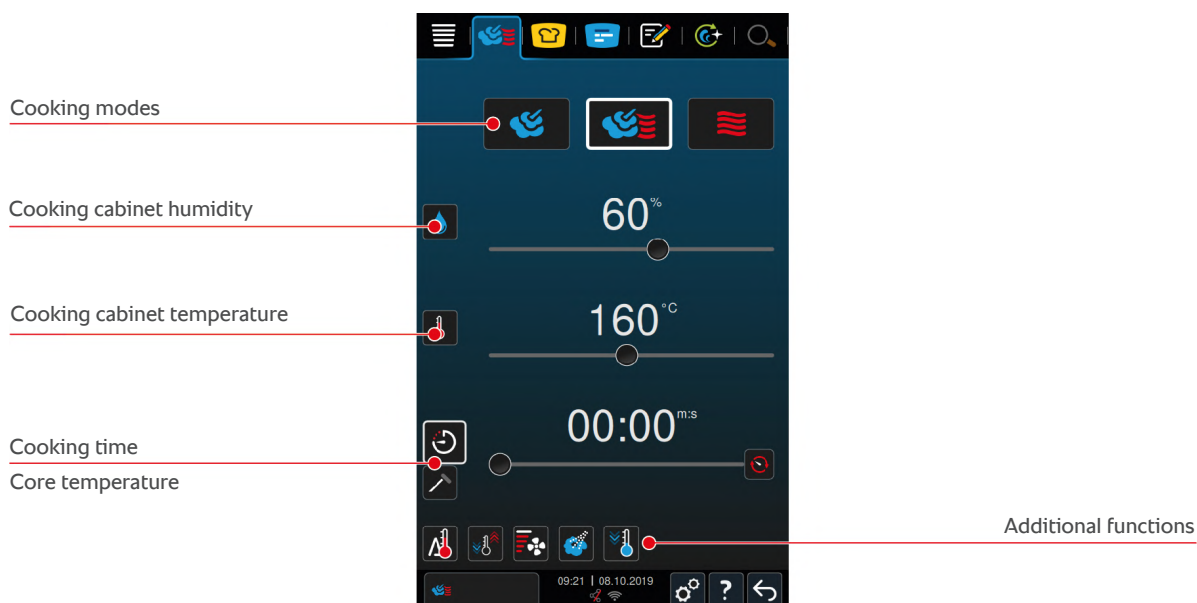 Cooking modes
Cooking cabinet humidity
60%
Cooking cabinet temperature
160°C
00:00 m:s
Cooking time
Core temperature
Additional functions
09:21 | 08.10.2019
?